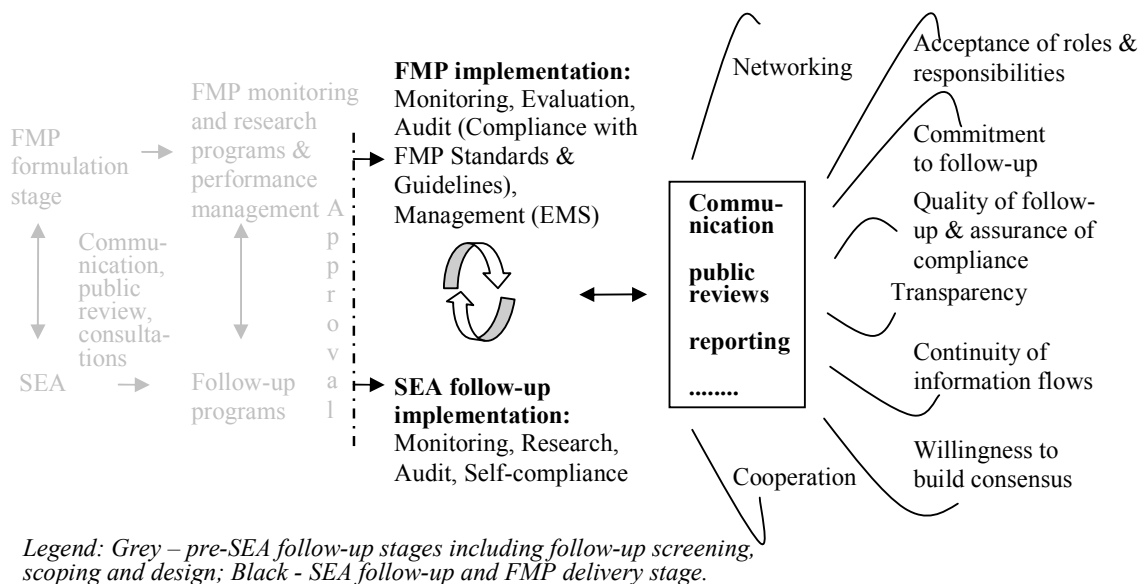 FMP
formulation
stage
FMP monitoring
and research
programs &
performance
management
Commu-
nication,
public
review,
consulta-
tions
SEA
Follow-up
programs
A
p
p
r
o
v
a
l
FMP implementation:
Monitoring, Evaluation,
Audit (Compliance with
FMP Standards &
Guidelines),
Management (EMS)
SEA follow-up
implementation:
Monitoring, Research,
Audit, Self-compliance
Commu-
nication
public
reviews
reporting
........
Networking
Cooperation
Acceptance of roles &
responsibilities
Commitment
to follow-up
Quality of follow-
up & assurance of
compliance
Transparency
Continuity of
information flows
Willingness to
build consensus
Legend: Grey – pre-SEA follow-up stages including follow-up screening,
scoping and design; Black - SEA follow-up and FMP delivery stage.